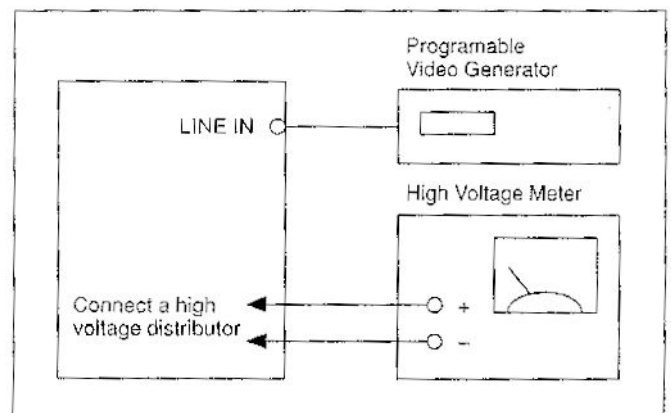 Programable
Video Generator
LINE IN
High Voltage Meter
Connect a high
voltage distributor
+
−